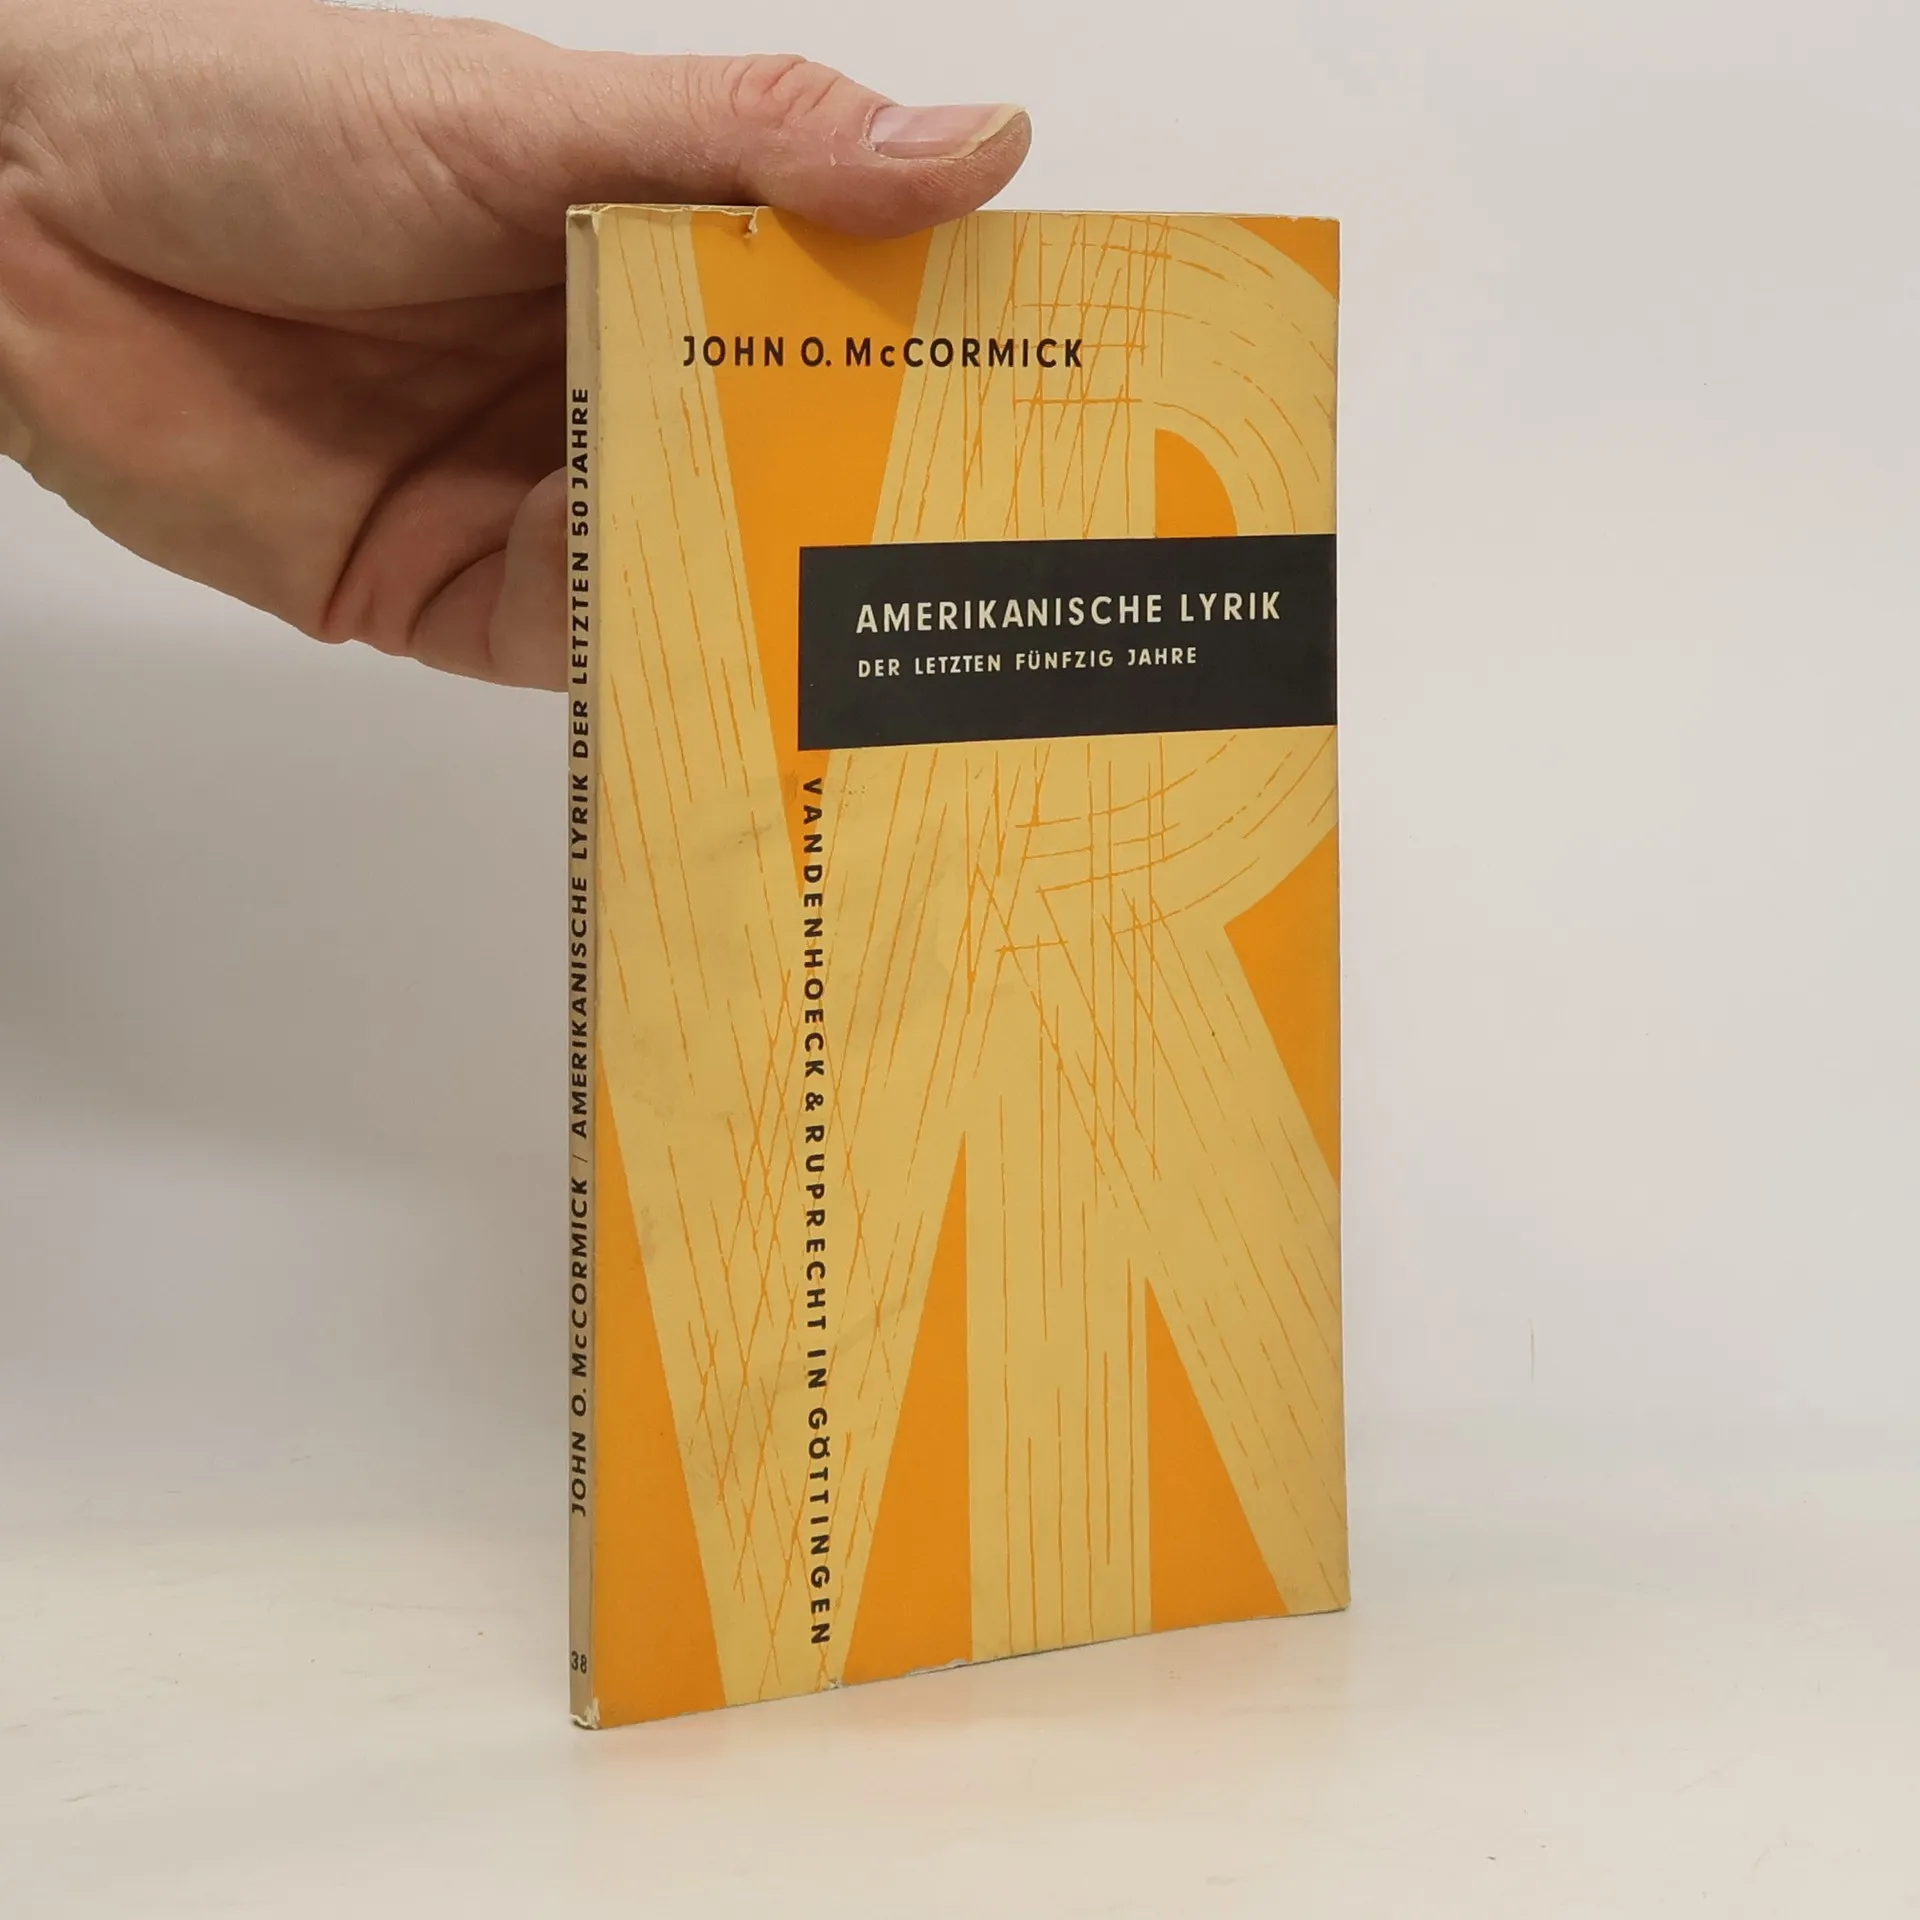 JOHN O. McCORMICK
AMERIKANISCHE LYRIK
DER LETZTEN FÜNFZIG JAHRE
VANDENHOECK & RUPRECHT IN GÖTTINGEN
JOHN O. McCORMICK / AMERIKANISCHE LYRIK DER LETZTEN 50 JAHRE
38
VR